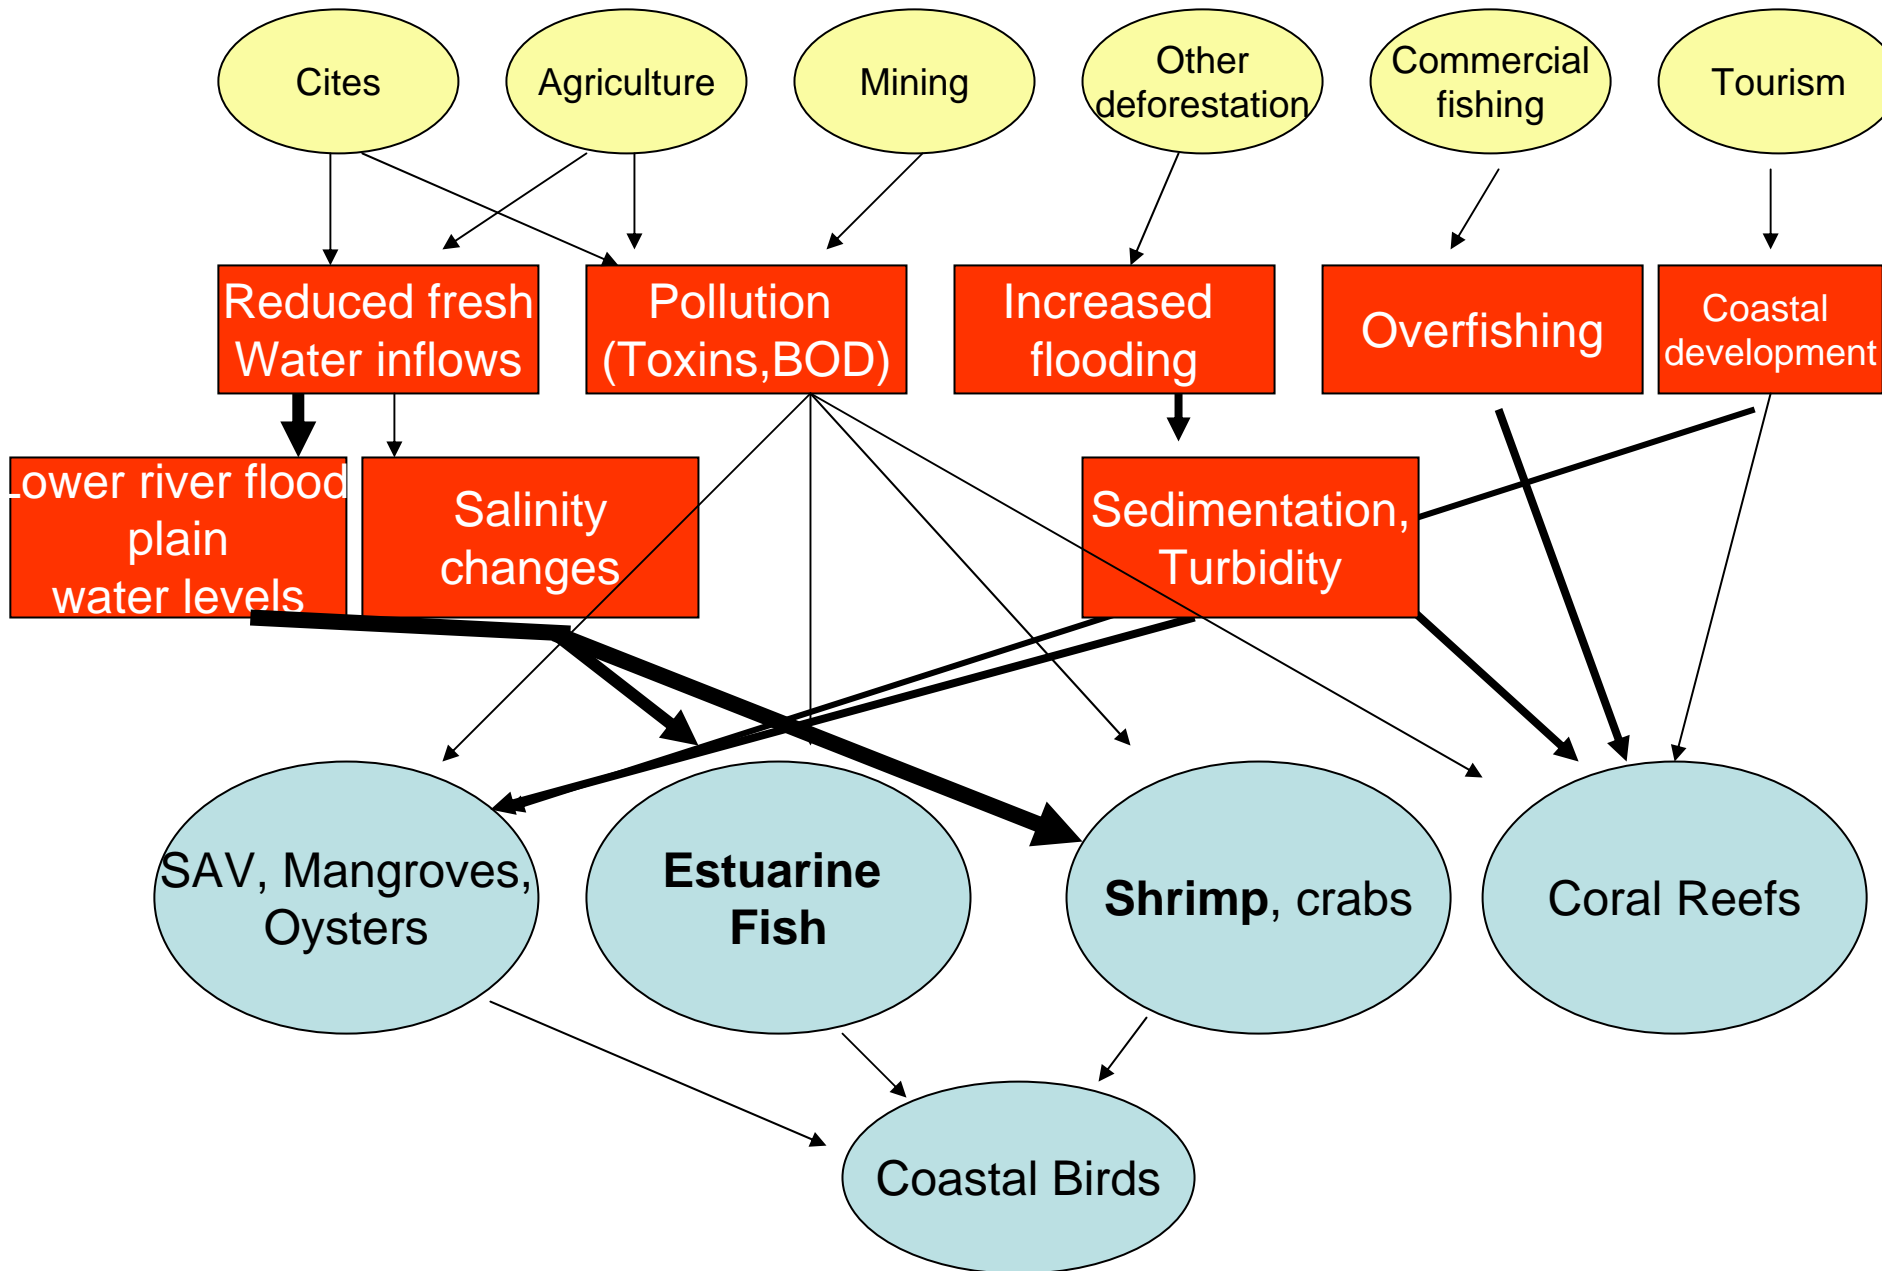 Cites
Agriculture
Mining
Other
deforestation
Commercial
fishing
Tourism
Reduced fresh
Water inflows
Pollution
(Toxins,BOD)
Increased
flooding
Overfishing
Coastal
development
Lower river flood
plain
water levels
Salinity
changes
Sedimentation,
Turbidity
SAV, Mangroves,
Oysters
Estuarine
Fish
Shrimp, crabs
Coral Reefs
Coastal Birds